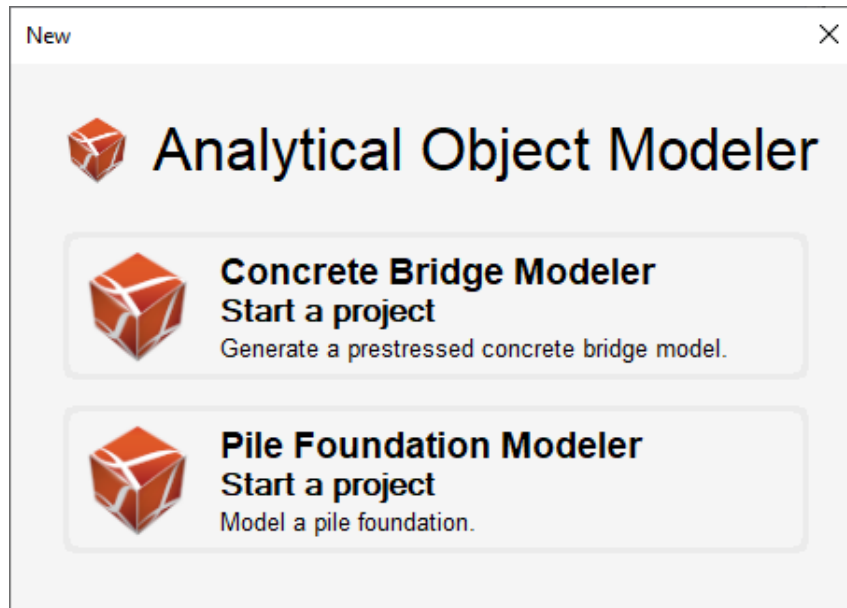 New
Analytical Object Modeler
Concrete Bridge Modeler
Start a project
Generate a prestressed concrete bridge model.
Pile Foundation Modeler
Start a project
Model a pile foundation.